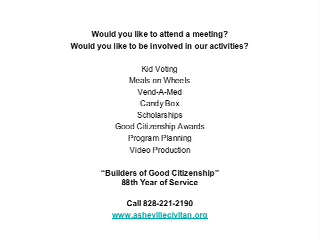 Would you like to attend a meeting?
Would you like to be involved in our activities?
Kid Voting
Meals on Wheels
Vend-A-Med
Candy Box
Scholarships
Good Citizenship Awards
Program Planning
Video Production
“Builders of Good Citizenship”
88th Year of Service
Call 828-221-2190
www.ashevillecivitan.org